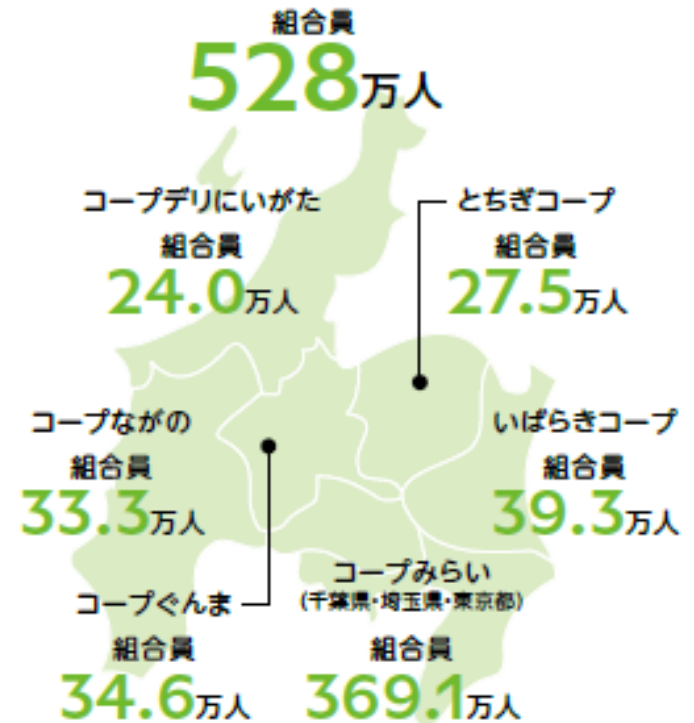 組合員
528万人
コープデリにいがた
組合員
24.0万人
とちぎコープ
組合員
27.5万人
コープながの
組合員
33.3万人
いばらきコープ
組合員
39.3万人
コープぐんま
組合員
34.6万人
コープみらい
(千葉県・埼玉県・東京都)
組合員
369.1万人